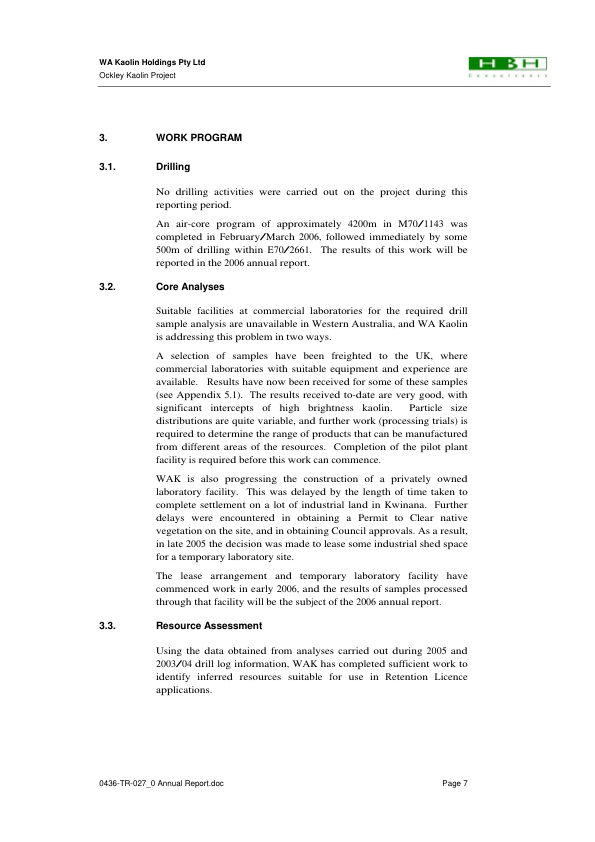 WA Kaolin Holdings Pty Ltd
Ockley Kaolin Project
HBH
Consultants
3. WORK PROGRAM
3.1. Drilling
No drilling activities were carried out on the project during this
reporting period.
An air-core program of approximately 4200m in M70/1143 was
completed in February/March 2006, followed immediately by some
500m of drilling within E70/2661. The results of this work will be
reported in the 2006 annual report.
3.2. Core Analyses
Suitable facilities at commercial laboratories for the required drill
sample analysis are unavailable in Western Australia, and WA Kaolin
is addressing this problem in two ways.
A selection of samples have been freighted to the UK, where
commercial laboratories with suitable equipment and experience are
available. Results have now been received for some of these samples
(see Appendix 5.1). The results received to-date are very good, with
significant intercepts of high brightness kaolin. Particle size
distributions are quite variable, and further work (processing trials) is
required to determine the range of products that can be manufactured
from different areas of the resources. Completion of the pilot plant
facility is required before this work can commence.
WAK is also progressing the construction of a privately owned
laboratory facility. This was delayed by the length of time taken to
complete settlement on a lot of industrial land in Kwinana. Further
delays were encountered in obtaining a Permit to Clear native
vegetation on the site, and in obtaining Council approvals. As a result,
in late 2005 the decision was made to lease some industrial shed space
for a temporary laboratory site.
The lease arrangement and temporary laboratory facility have
commenced work in early 2006, and the results of samples processed
through that facility will be the subject of the 2006 annual report.
3.3. Resource Assessment
Using the data obtained from analyses carried out during 2005 and
2003/04 drill log information, WAK has completed sufficient work to
identify inferred resources suitable for use in Retention Licence
applications.
0436-TR-027_0 Annual Report.doc Page 7